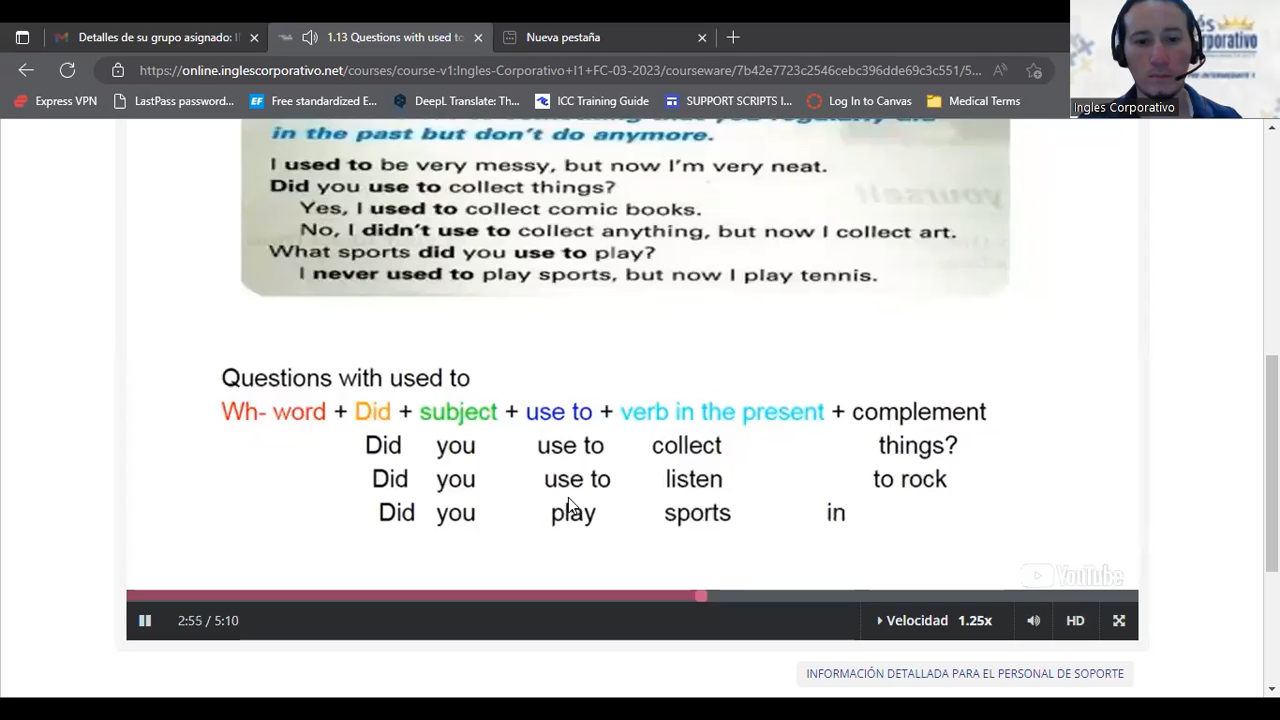 Detalles de su grupo asignado: I
1.13 Questions with used to
Nueva pestaña
https://online.inglescorporativo.net/courses/course-v1:Ingles-Corporativo+I1+FC-03-2023/courseware/7b42e7723c2546cebc396dde69c3c551/5...
Express VPN
LastPass password...
Free standardized E...
DeepL Translate: Th...
ICC Training Guide
SUPPORT SCRIPTS I...
Log In to Canvas
Medical Terms
Ingles Corporativo
in the past but don't do anymore.
I used to be very messy, but now I'm very neat.
Did you use to collect things?
Yes, I used to collect comic books.
No, I didn't use to collect anything, but now I collect art.
What sports did you use to play?
I never used to play sports, but now I play tennis.
yourself
Questions with used to
Wh- word + Did + subject + use to + verb in the present + complement
Did you use to collect things?
Did you use to listen to rock
Did you play sports in
YouTube
2:55 / 5:10
Velocidad 1.25x
HD
INFORMACIÓN DETALLADA PARA EL PERSONAL DE SOPORTE